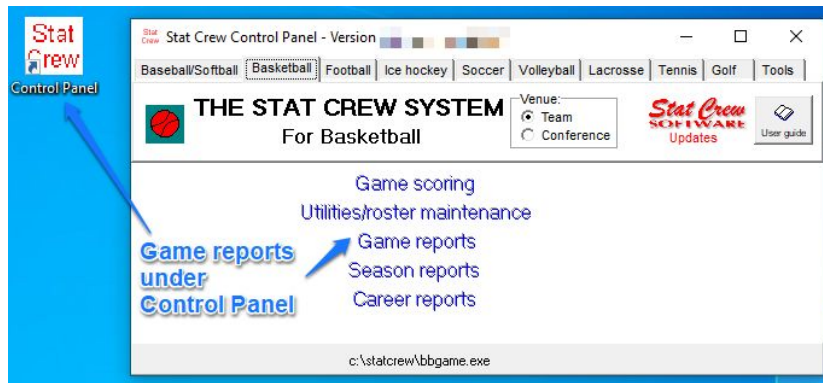 Stat
Crew
Control Panel
Stat
Crew
Stat Crew Control Panel - Version
Baseball/Softball Basketball Football Ice hockey Soccer Volleyball Lacrosse Tennis Golf Tools
THE STAT CREW SYSTEM
For Basketball
Venue:
Team
Conference
Stat Crew
SOFTWARE
Updates
User guide
Game scoring
Utilities/roster maintenance
Game reports
Season reports
Career reports
Game reports
under
Control Panel
c:\statcrew\bbgame.exe